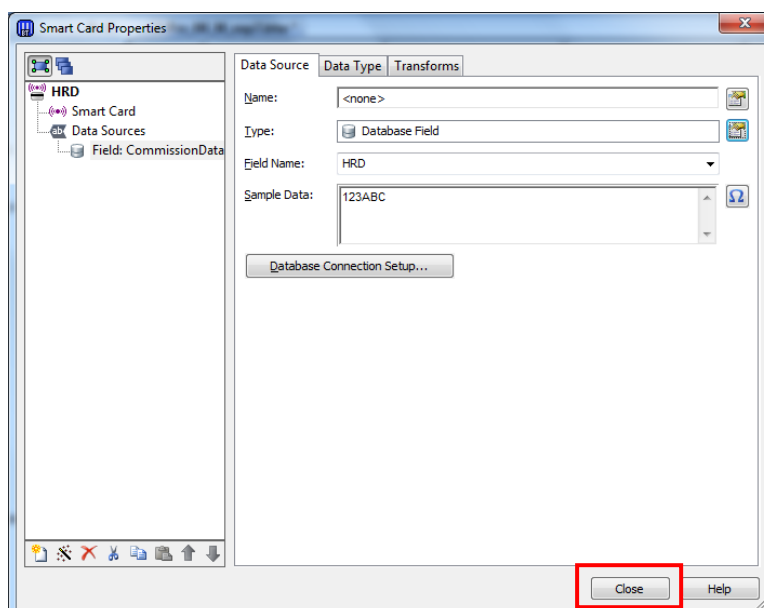 Smart Card Properties
HRD
Smart Card
ab Data Sources
Field: CommissionData
Data Source Data Type Transforms
Name: <none>
Type: Database Field
Field Name: HRD
Sample Data: 123ABC
Ω
Database Connection Setup...
Close Help